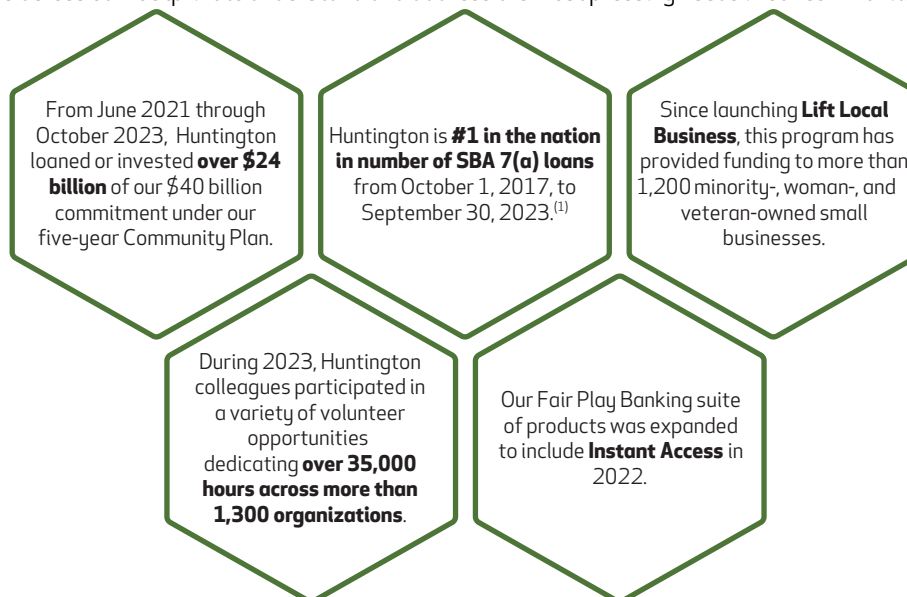 From June 2021 through
October 2023, Huntington
loaned or invested over $24
billion of our $40 billion
commitment under our
five-year Community Plan.
Huntington is #1 in the nation
in number of SBA 7(a) loans
from October 1, 2017, to
September 30, 2023.(1)
Since launching Lift Local
Business, this program has
provided funding to more than
1,200 minority-, woman-, and
veteran-owned small
businesses.
During 2023, Huntington
colleagues participated in
a variety of volunteer
opportunities
dedicating over 35,000
hours across more than
1,300 organizations.
Our Fair Play Banking suite
of products was expanded
to include Instant Access in
2022.